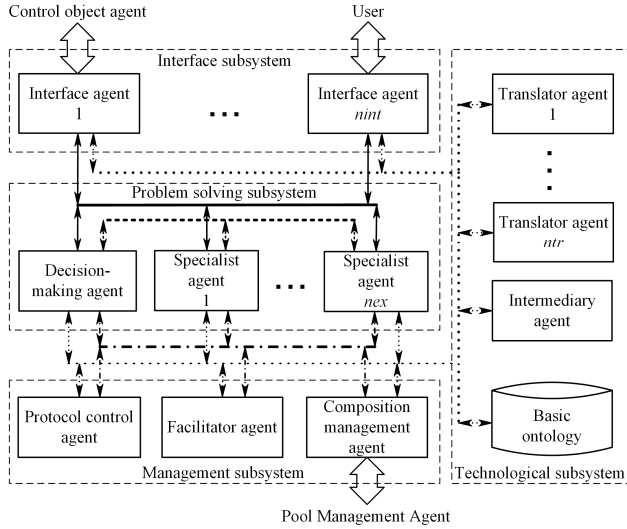 Control object agent
User
Interface subsystem
Interface agent
1
Interface agent
nint
Translator agent
1
Problem solving subsystem
Translator agent
ntr
Decision-
making agent
Specialist
agent
1
Specialist
agent
nex
Intermediary
agent
Protocol control
agent
Facilitator agent
Composition
management
agent
Basic
ontology
Management subsystem
Technological subsystem
Pool Management Agent